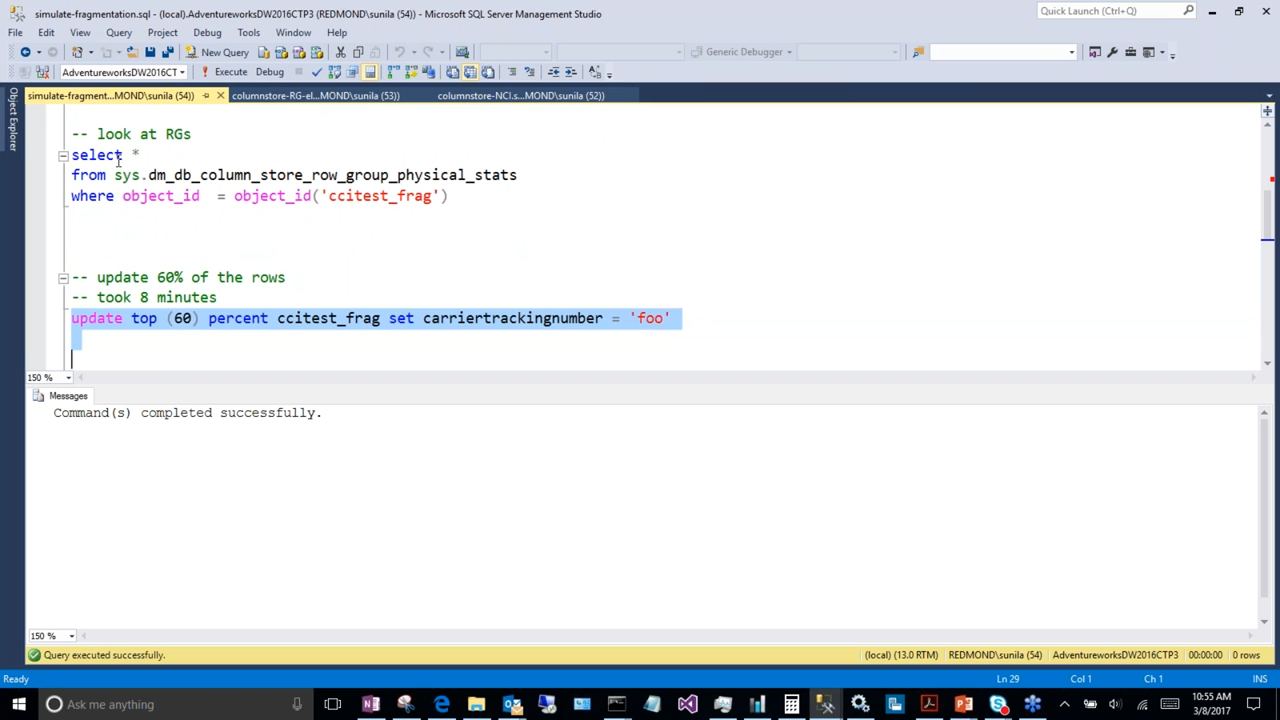 simulate-fragmentation.sql - (local).AdventureworksDW2016CTP3 (REDMOND\sunila (54)) - Microsoft SQL Server Management Studio
Quick Launch (Ctrl+Q)
File Edit View Query Project Debug Tools Window Help
New Query
Generic Debugger
AdventureworksDW2016CT
Execute Debug
Object Explorer
simulate-fragment...MOND\sunila (54))
columnstore-RG-el...MOND\sunila (53))
columnstore-NCI.s...MOND\sunila (52))
-- look at RGs
select *
from sys.dm_db_column_store_row_group_physical_stats
where object_id  = object_id('ccitest_frag')
-- update 60% of the rows
-- took 8 minutes
update top (60) percent ccitest_frag set carriertrackingnumber = 'foo'
150 %
Messages
Command(s) completed successfully.
150 %
Query executed successfully.
(local) (13.0 RTM) REDMOND\sunila (54) AdventureworksDW2016CTP3 00:00:00 0 rows
Ready
Ln 29 Col 1 Ch 1 INS
Ask me anything
10:55 AM
3/8/2017